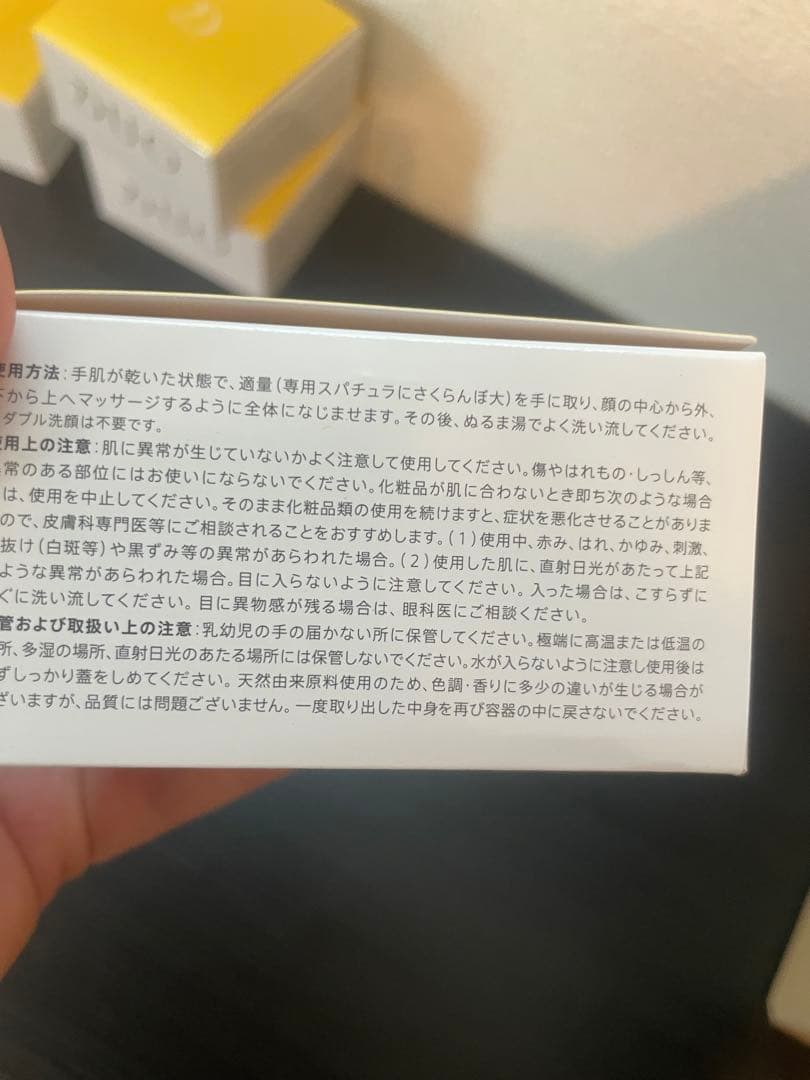 使用方法:手肌が乾いた状態で、適量(専用スパチュラにさくらんぼ大)を手に取り、顔の中心から外、
下から上へマッサージするように全体になじませます。その後、ぬるま湯でよく洗い流してください。
ダブル洗顔は不要です。
使用上の注意:肌に異常が生じていないかよく注意して使用してください。傷やはれもの・しっしん等、
異常のある部位にはお使いにならないでください。化粧品が肌に合わないとき即ち次のような場合
は、使用を中止してください。そのまま化粧品類の使用を続けますと、症状を悪化させることがありま
ので、皮膚科専門医等にご相談されることをおすすめします。(1)使用中、赤み、はれ、かゆみ、刺激、
抜け(白斑等)や黒ずみ等の異常があらわれた場合。(2)使用した肌に、直射日光があたって上記
ような異常があらわれた場合。目に入らないように注意してください。入った場合は、こすらずに
ぐに洗い流してください。目に異物感が残る場合は、眼科医にご相談ください。
管および取扱い上の注意:乳幼児の手の届かない所に保管してください。極端に高温または低温の
所、多湿の場所、直射日光のあたる場所には保管しないでください。水が入らないように注意し使用後は
ずしっかり蓋をしめてください。天然由来原料使用のため、色調・香りに多少の違いが生じる場合が
ざいますが、品質には問題ございません。一度取り出した中身を再び容器の中に戻さないでください。